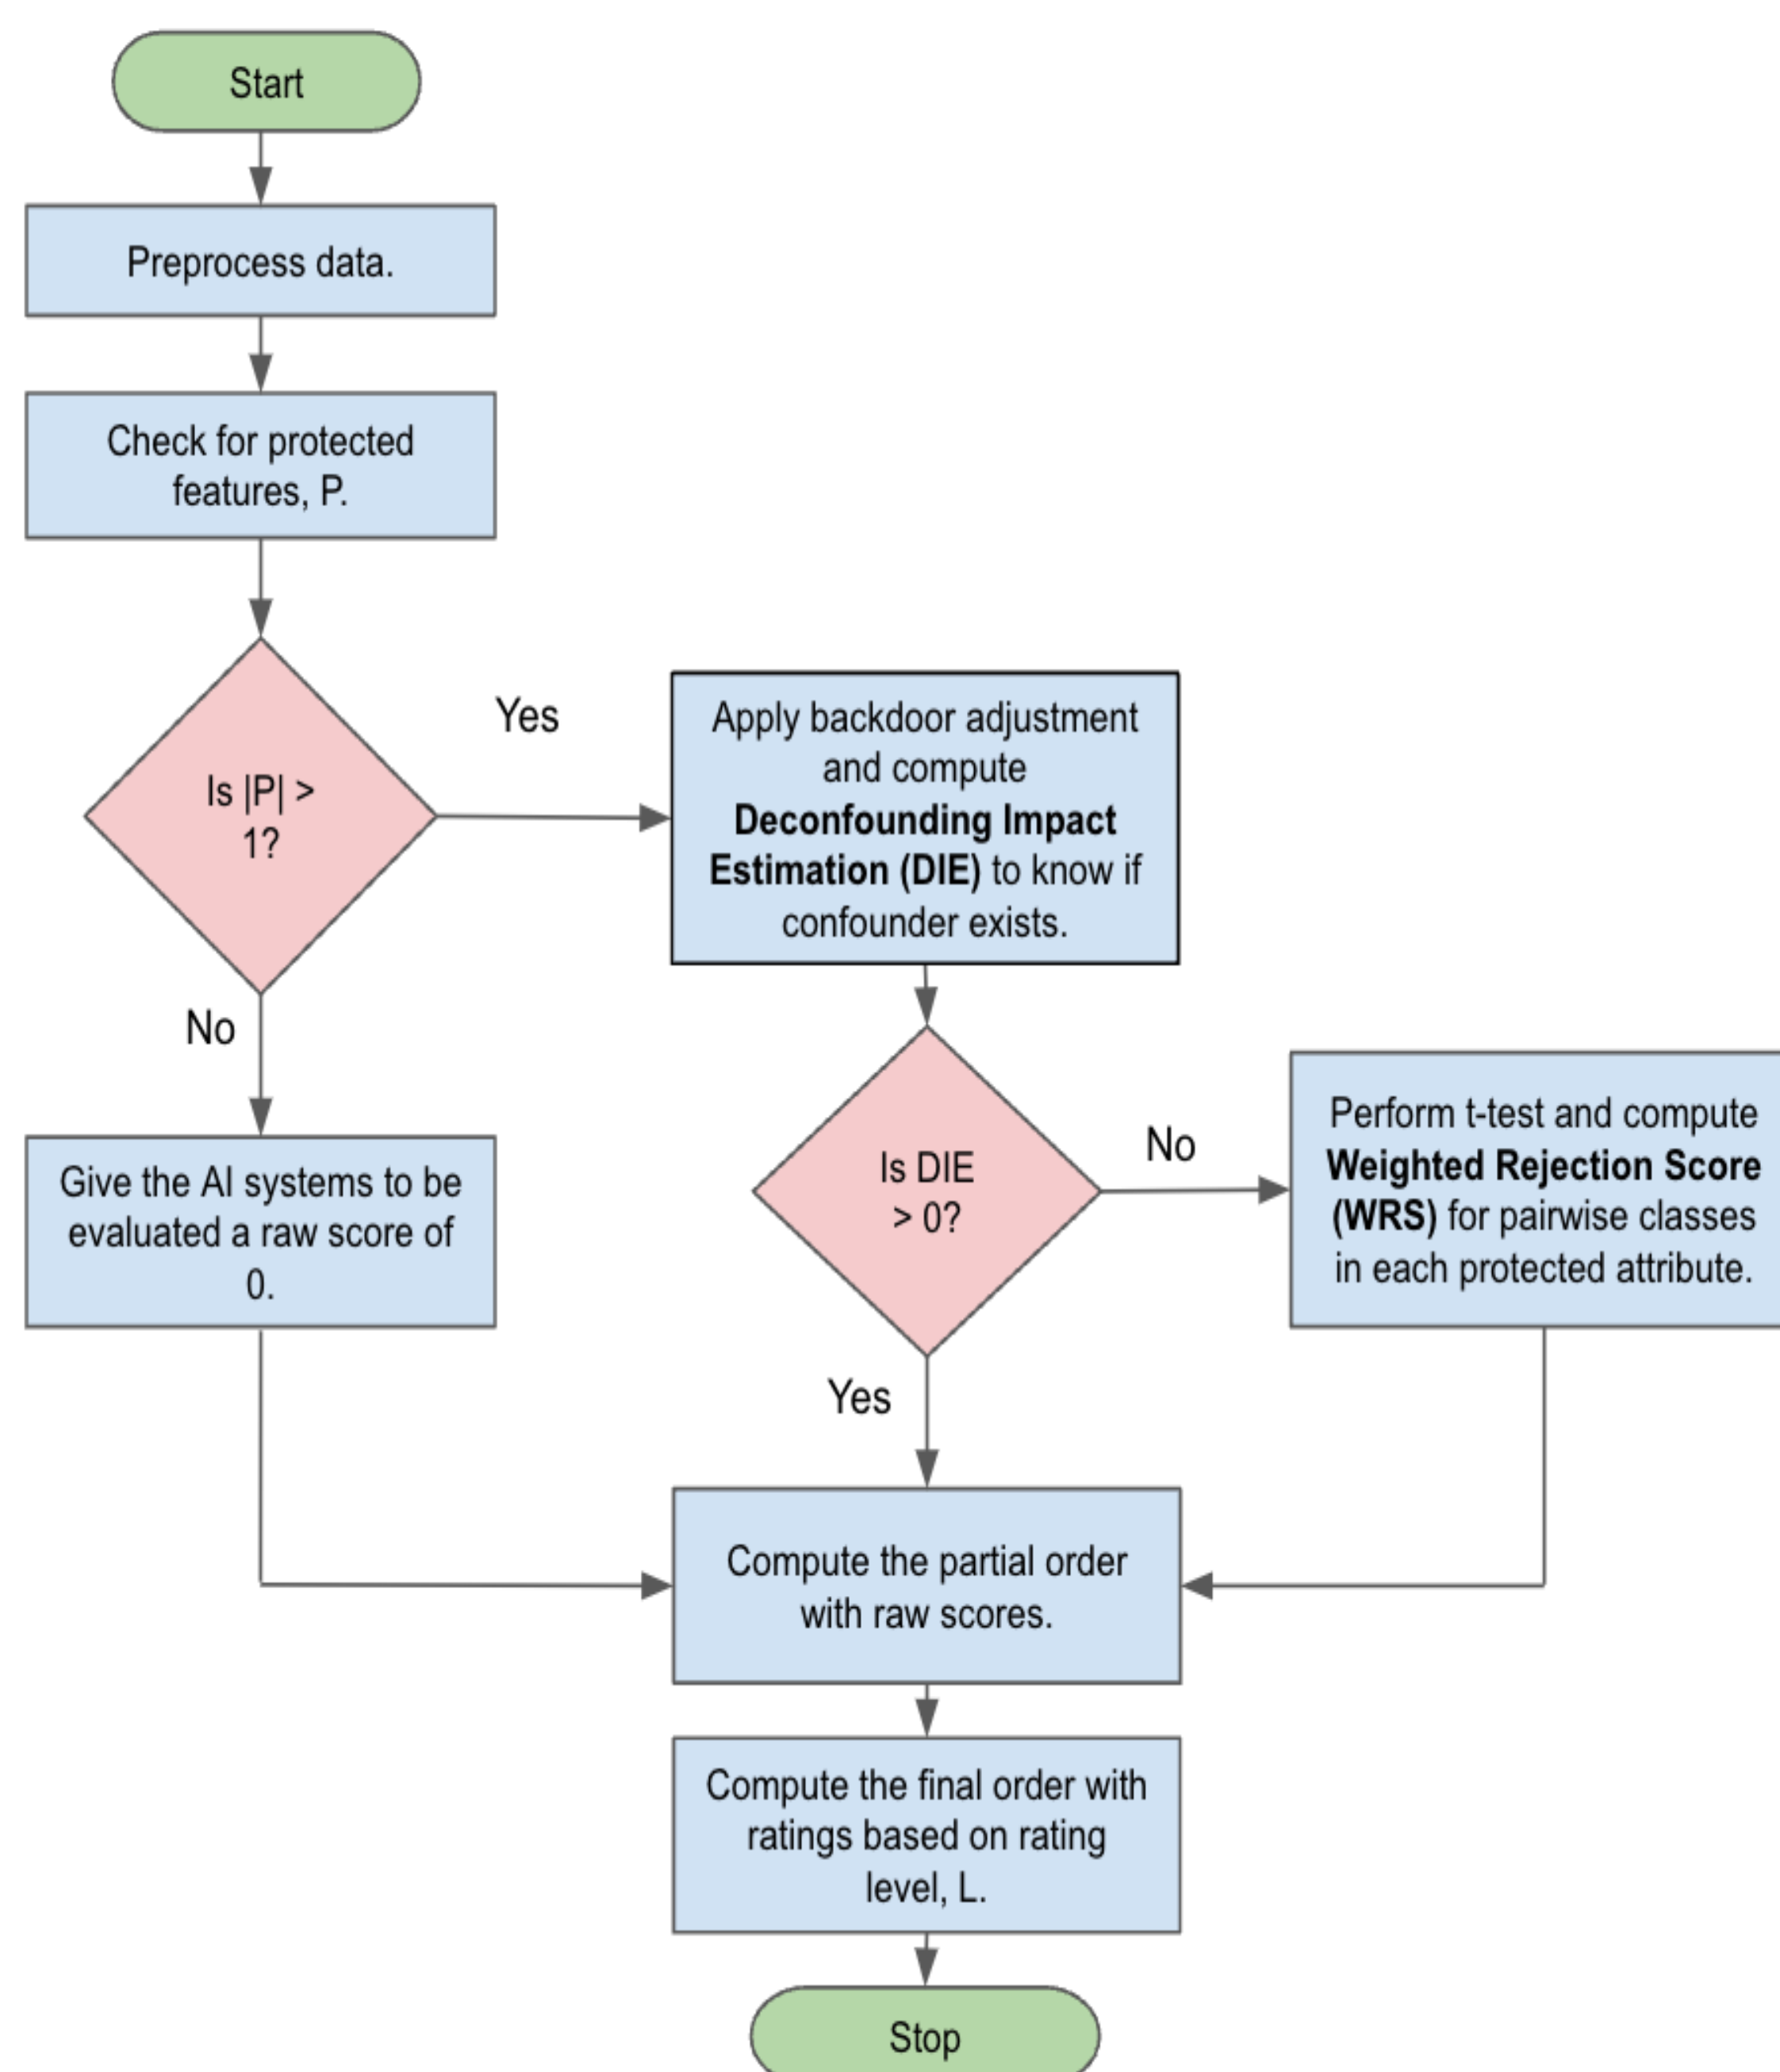 Start
Preprocess data.
Check for protected
features, P.
Is |P| >
1?
Yes
No
Apply backdoor adjustment
and compute
Deconfounding Impact
Estimation (DIE) to know if
confounder exists.
Give the AI systems to be
evaluated a raw score of
0.
Is DIE
> 0?
No
Yes
Perform t-test and compute
Weighted Rejection Score
(WRS) for pairwise classes
in each protected attribute.
Compute the partial order
with raw scores.
Compute the final order with
ratings based on rating
level, L.
Stop